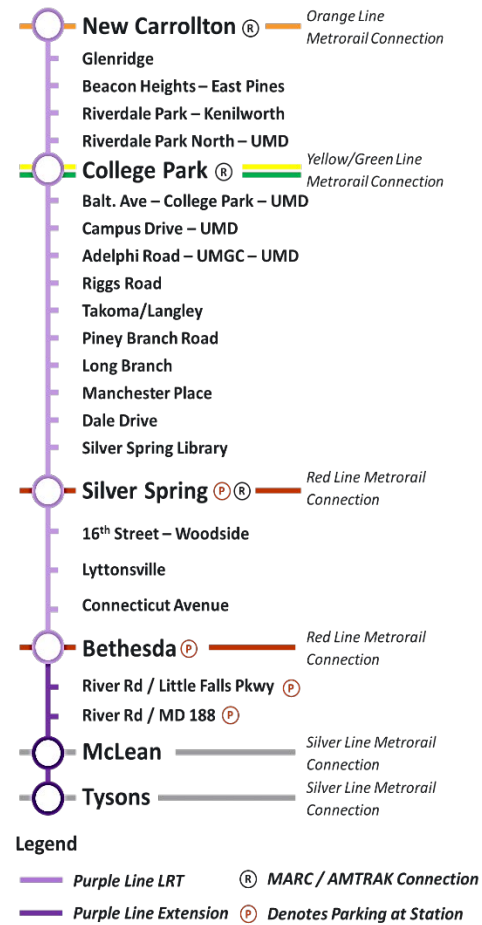 New Carrollton R
Orange Line
Metrorail Connection
Glenridge
Beacon Heights – East Pines
Riverdale Park – Kenilworth
Riverdale Park North – UMD
College Park R
Yellow/Green Line
Metrorail Connection
Balt. Ave – College Park – UMD
Campus Drive – UMD
Adelphi Road – UMGC – UMD
Riggs Road
Takoma/Langley
Piney Branch Road
Long Branch
Manchester Place
Dale Drive
Silver Spring Library
Silver Spring P R
Red Line Metrorail
Connection
16th Street – Woodside
Lyttonsville
Connecticut Avenue
Bethesda P
Red Line Metrorail
Connection
River Rd / Little Falls Pkwy P
River Rd / MD 188 P
McLean
Silver Line Metrorail
Connection
Tysons
Silver Line Metrorail
Connection
Legend
Purple Line LRT
R MARC / AMTRAK Connection
Purple Line Extension
P Denotes Parking at Station